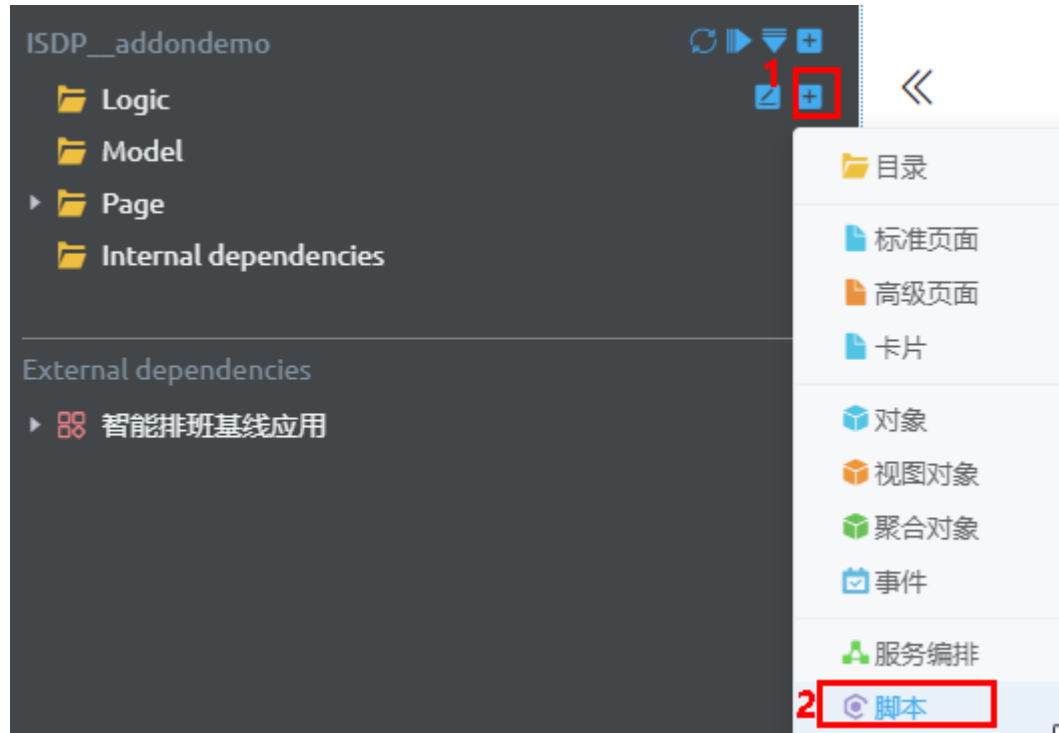 ISDP__addondemo
1
Logic
Model
Page
Internal dependencies
External dependencies
智能排班基线应用
目录
标准页面
高级页面
卡片
对象
视图对象
聚合对象
事件
服务编排
2 脚本